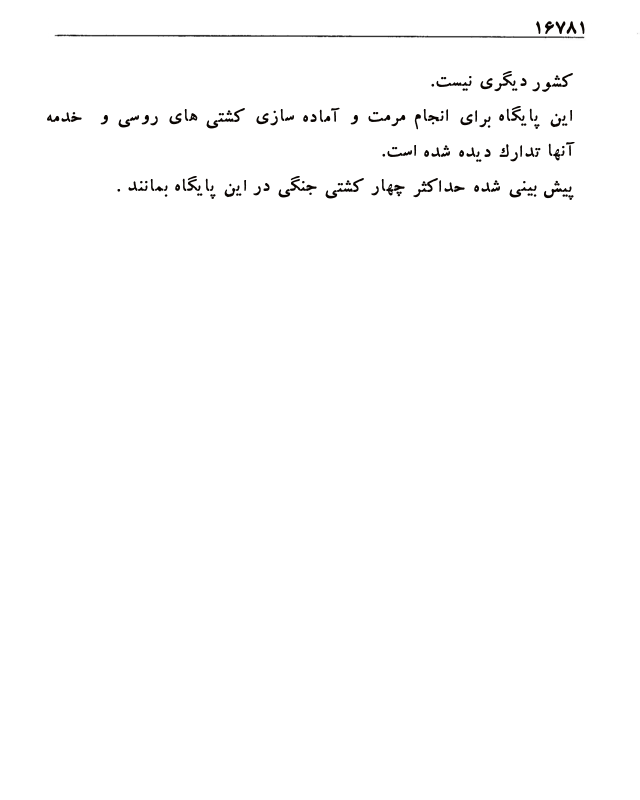 ۱۶۷۸۱
کشور دیگری نیست.
این پایگاه برای انجام مرمت و آماده سازی کشتی های روسی و خدمه
آنها تدارك دیده شده است.
پیش بینی شده حداکثر چهار کشتی جنگی در این پایگاه بمانند .